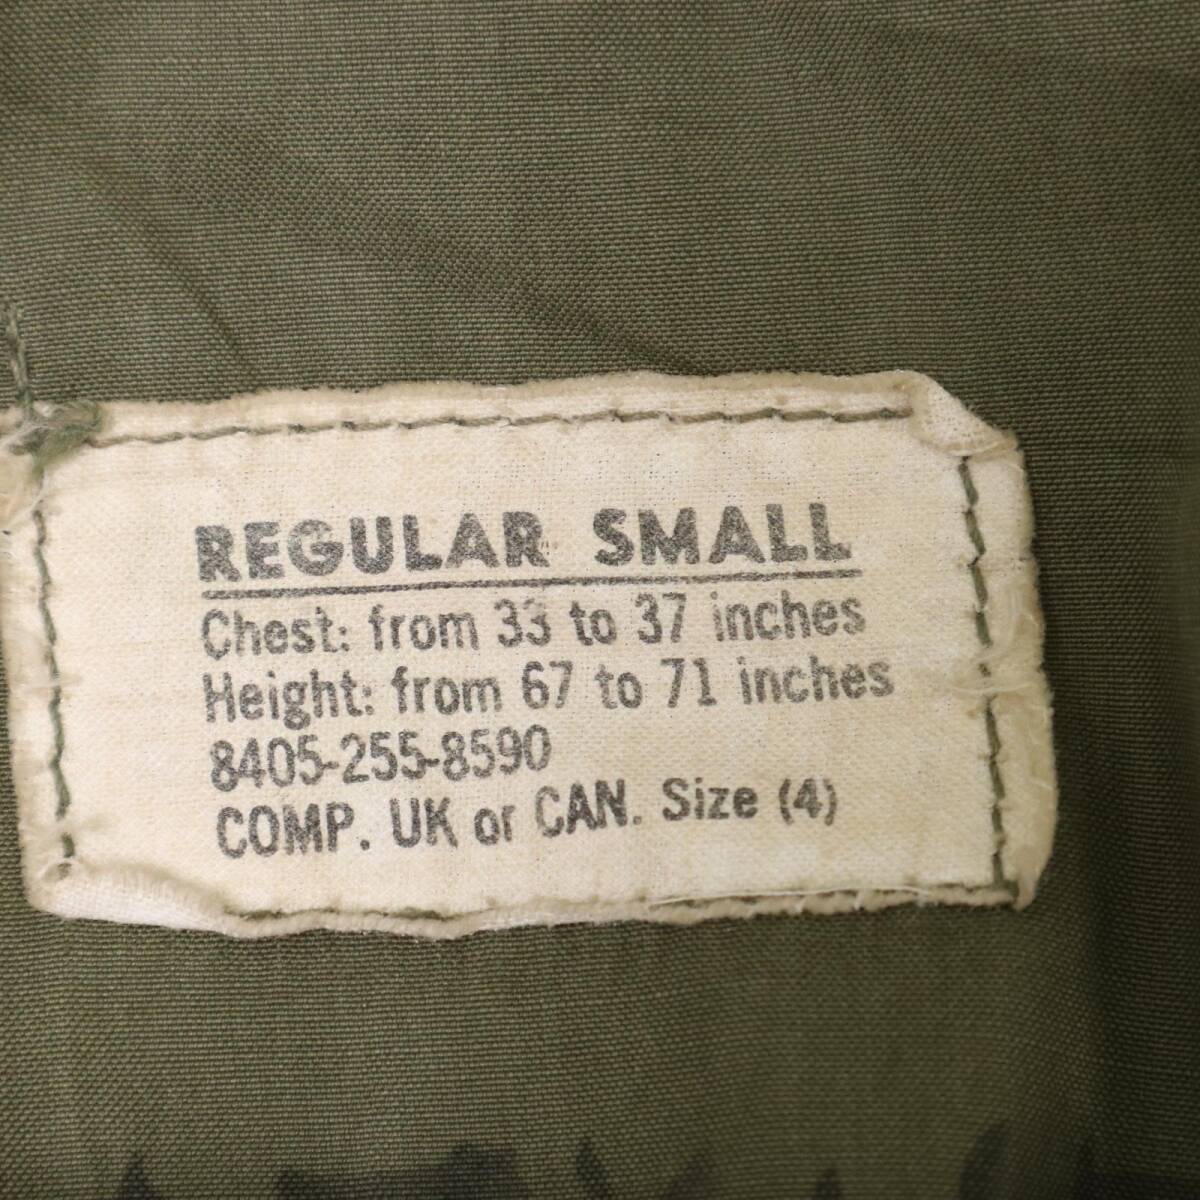 REGULAR SMALL
Chest: from 33 to 37 inches
Height: from 67 to 71 inches
8405-255-8590
COMP. UK or CAN. Size (4)